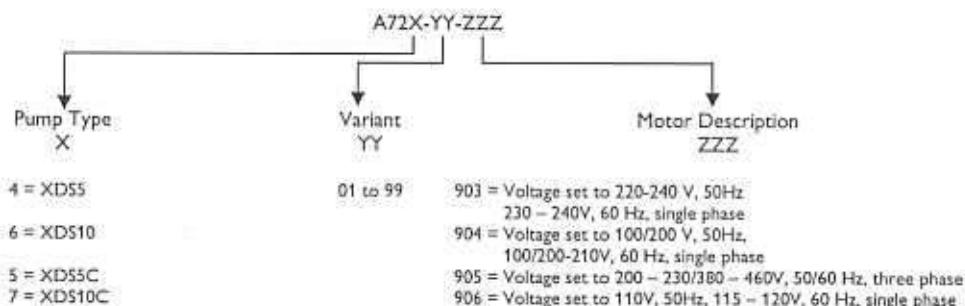 A72X-YY-ZZZ
Pump Type
X
Variant
YY
Motor Description
ZZZ
4 = XDS5
01 to 99
903 = Voltage set to 220-240 V, 50Hz
230 – 240V, 60 Hz, single phase
6 = XDS10
904 = Voltage set to 100/200 V, 50Hz,
100/200-210V, 60 Hz, single phase
5 = XDS5C
905 = Voltage set to 200 – 230/380 – 460V, 50/60 Hz, three phase
7 = XDS10C
906 = Voltage set to 110V, 50Hz, 115 – 120V, 60 Hz, single phase